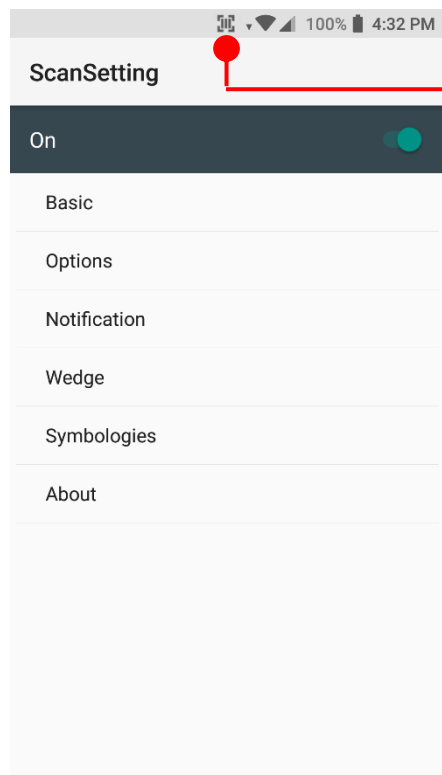 100% 4:32 PM
ScanSetting
On
Basic
Options
Notification
Wedge
Symbologies
About